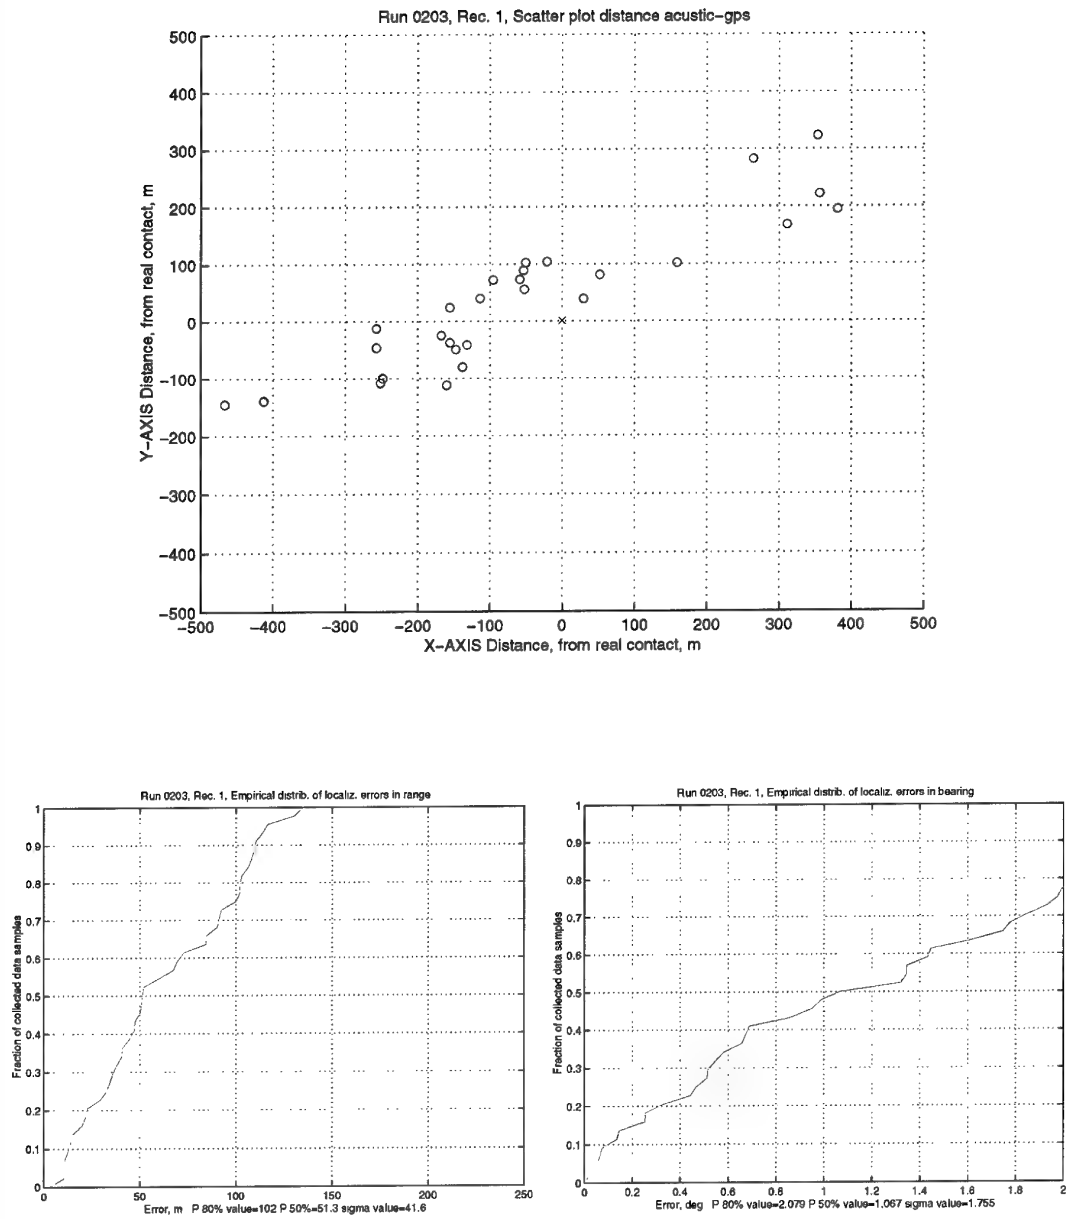 Run 0203, Rec. 1, Scatter plot distance acustic-gps
500
400
300
200
100
0
-100
-200
-300
-400
-500
Y-AXIS Distance, from real contact, m
-500 -400 -300 -200 -100 0 100 200 300 400 500
X-AXIS Distance, from real contact, m
Run 0203, Rec. 1, Empirical distrib. of localiz. errors in range
1
0.9
0.8
0.7
0.6
0.5
0.4
0.3
0.2
0.1
0
Fraction of collected data samples
0 50 100 150 200 250
Error, m P 80% value=102 P 50%=51.3 sigma value=41.6
Run 0203, Rec. 1, Empirical distrib. of localiz. errors in bearing
1
0.9
0.8
0.7
0.6
0.5
0.4
0.3
0.2
0.1
0
Fraction of collected data samples
0 0.2 0.4 0.6 0.8 1 1.2 1.4 1.6 1.8 2
Error, deg P 80% value=2.079 P 50% value=1.067 sigma value=1.755